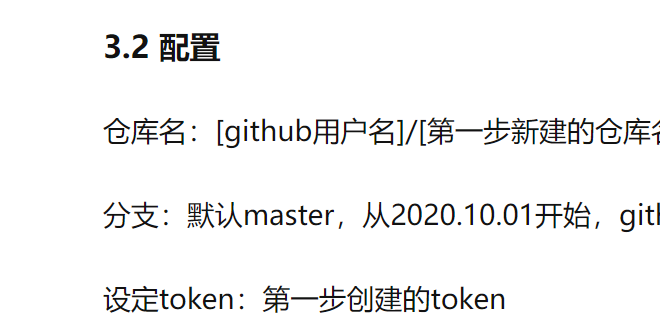 3.2 配置
仓库名：[github用户名]/[第一步新建的仓库名
分支：默认master，从2020.10.01开始，gith
设定token：第一步创建的token